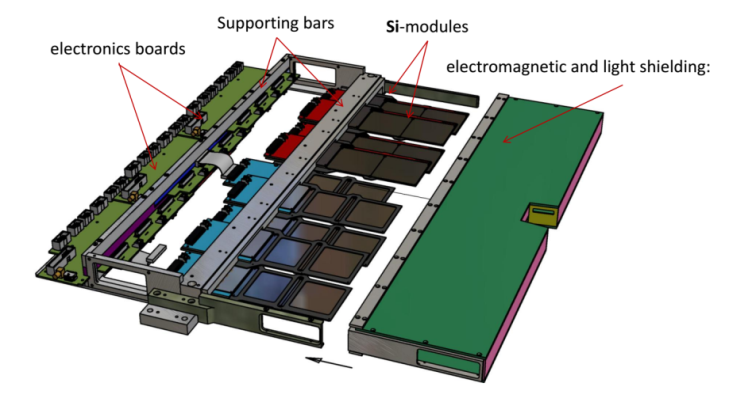 Supporting bars
Si-modules
electronics boards
electromagnetic and light shielding: